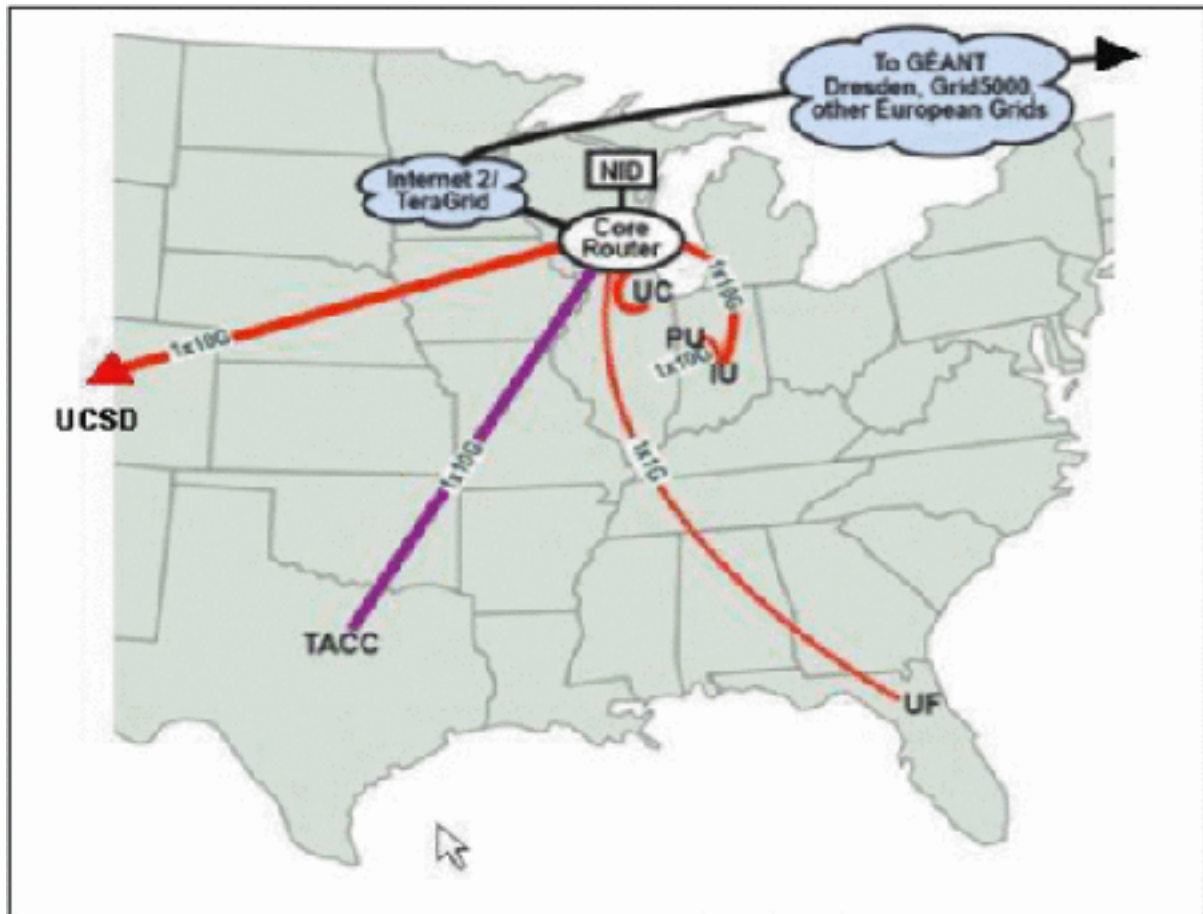 To GÉANT
Dresden, Grid5000,
other European Grids
Internet 2/
TeraGrid
NID
Core
Router
UC
1x10G
PU
1x10G
IU
1x10G
UCSD
1x10G
1x1G
TACC
UF